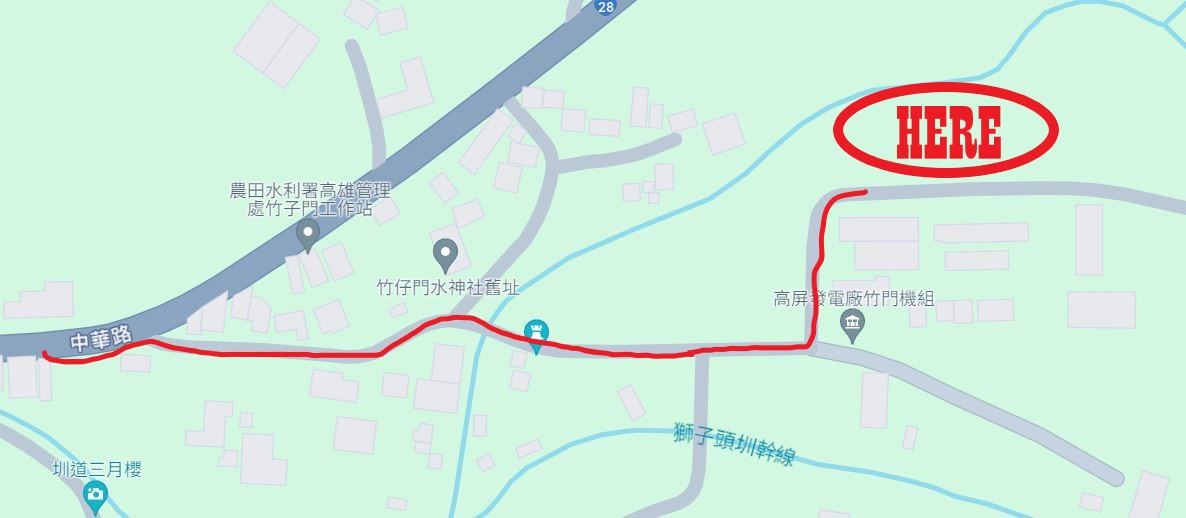 28
HERE
農田水利署高雄管理
處竹子門工作站
竹仔門水神社舊址
高屏發電廠竹門機組
中華路
獅子頭圳幹線
圳道三月櫻